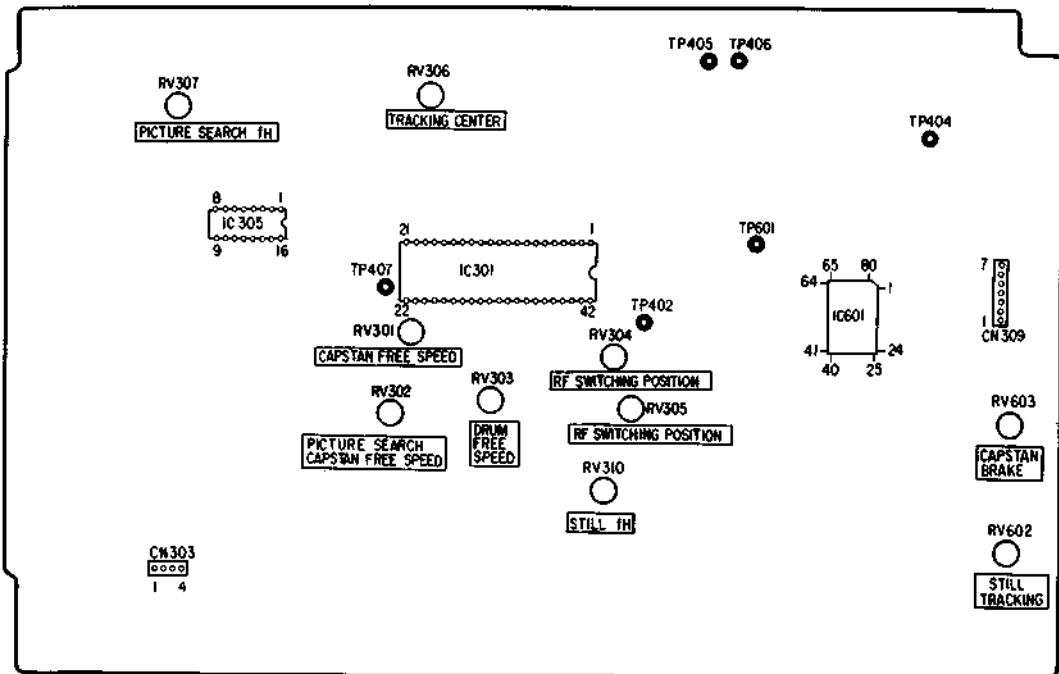 TP405 TP406
RV307
PICTURE SEARCH fH
RV306
TRACKING CENTER
TP404
8 1
IC 305
9 16
21 1
IC301
22 42
TP407
TP601
TP402
65 80
64 1
IC601
41 24
40 25
7
1
CN309
RV301
CAPSTAN FREE SPEED
RV304
RF SWITCHING POSITION
RV302
PICTURE SEARCH
CAPSTAN FREE SPEED
RV303
DRUM
FREE
SPEED
RV305
RF SWITCHING POSITION
RV603
CAPSTAN
BRAKE
RV310
STILL fH
RV602
STILL
TRACKING
CN303
1 4